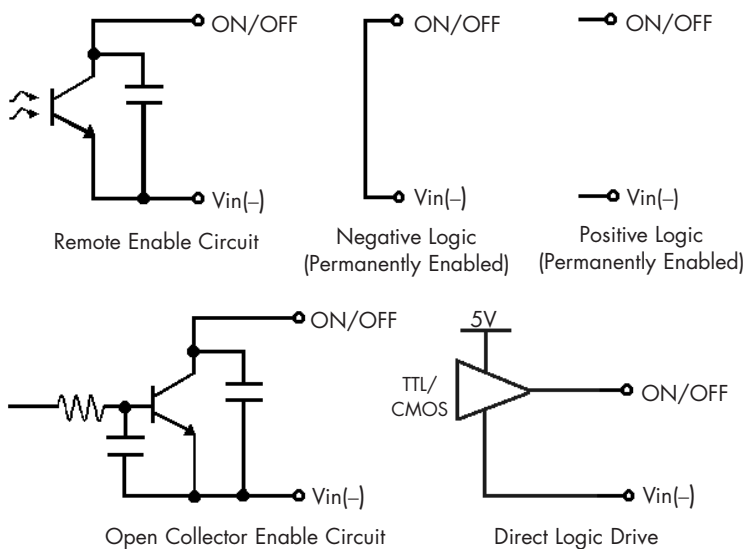 ON/OFF
Vin(–)
Remote Enable Circuit
ON/OFF
Vin(–)
Negative Logic
(Permanently Enabled)
ON/OFF
Vin(–)
Positive Logic
(Permanently Enabled)
ON/OFF
Vin(–)
Open Collector Enable Circuit
5V
TTL/
CMOS
ON/OFF
Vin(–)
Direct Logic Drive